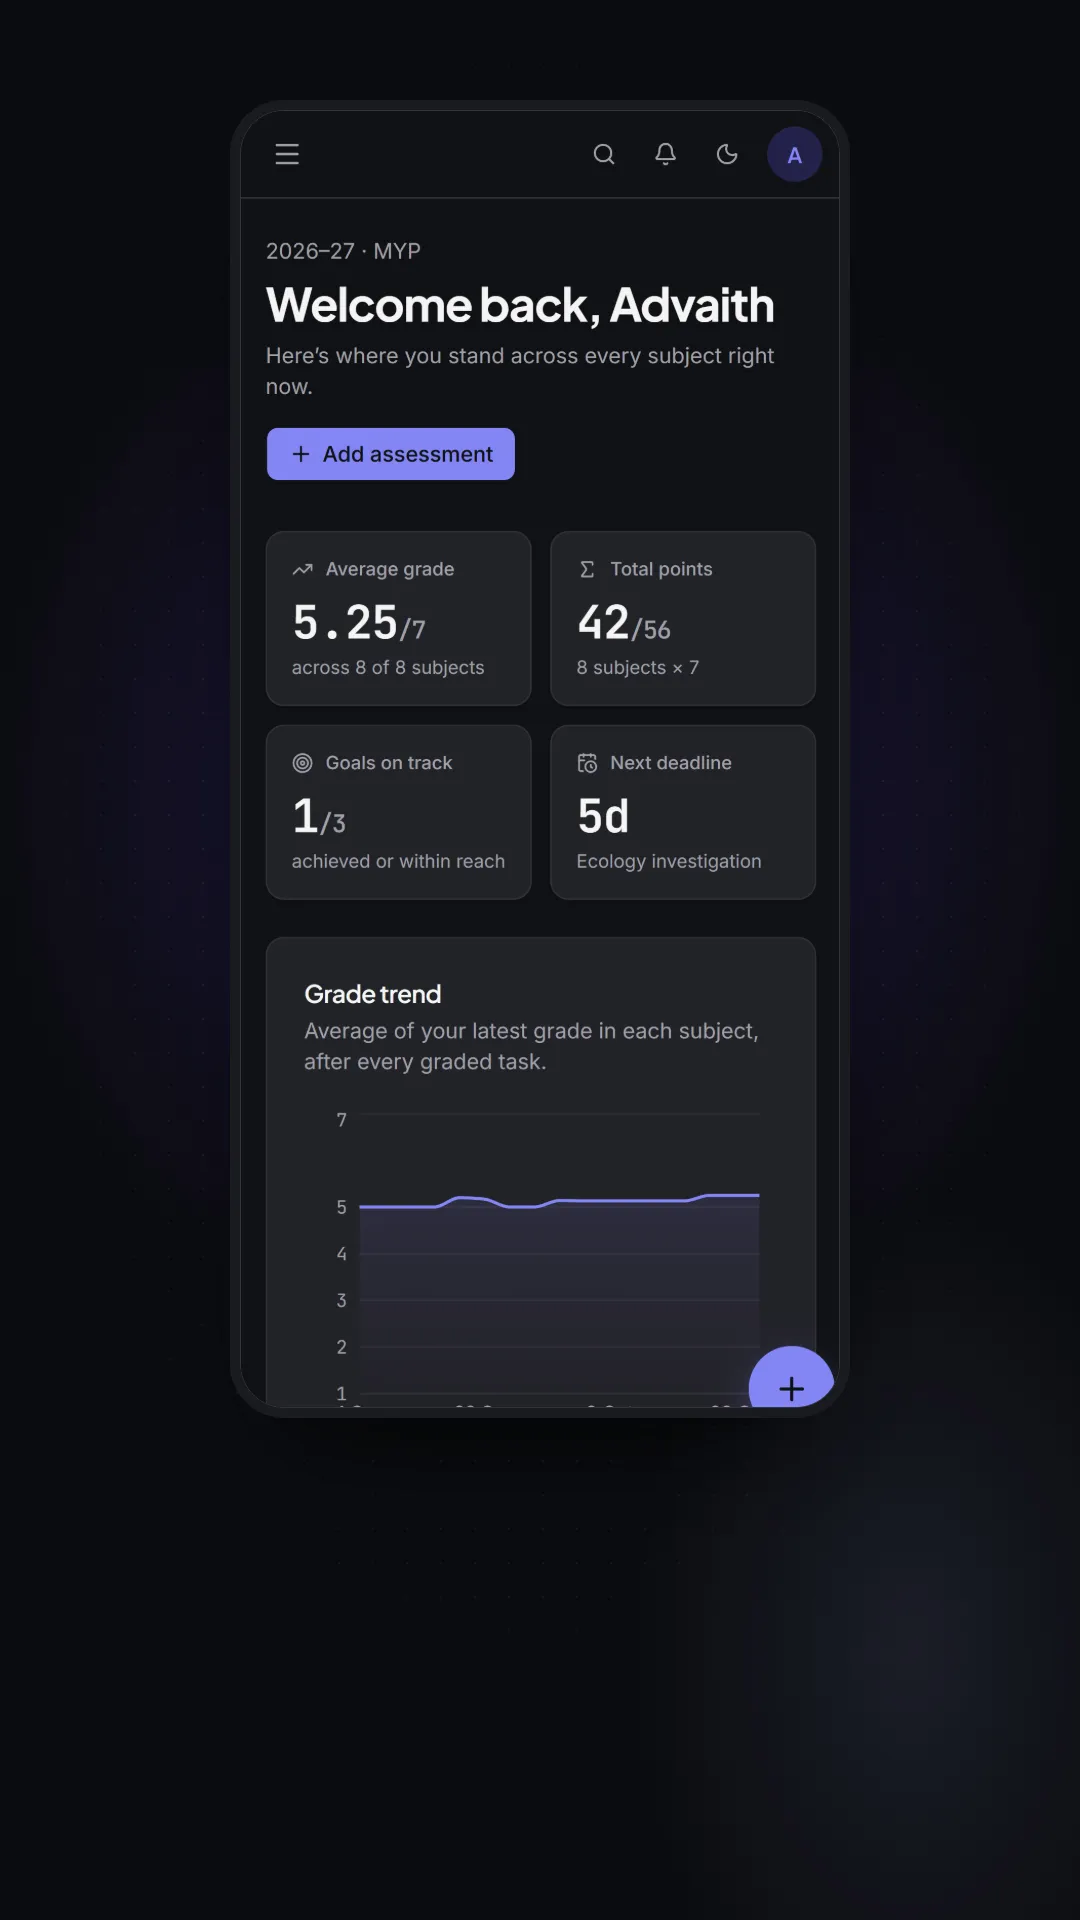 A
2026–27 · MYP
Welcome back, Advaith
Here’s where you stand across every subject right
now.
+ Add assessment
Average grade
5.25/7
across 8 of 8 subjects
Total points
42/56
8 subjects × 7
Goals on track
1/3
achieved or within reach
Next deadline
5d
Ecology investigation
Grade trend
Average of your latest grade in each subject,
after every graded task.
7
5
4
3
2
1